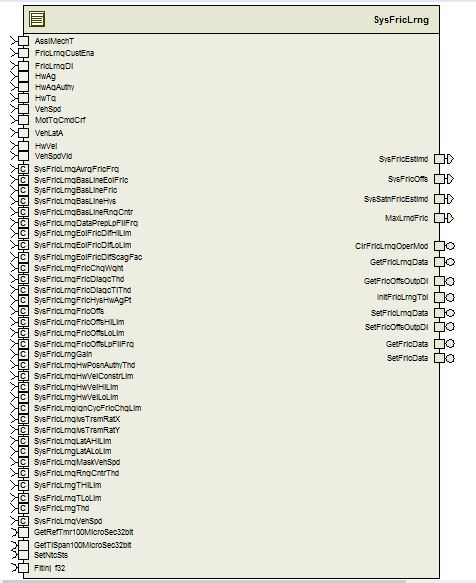 SysFricLrng
AssiMechT
FricLrngCustEna
FricLrngDi
HwAg
HwAgAuthy
HwTq
VehSpd
MotTqCmdCrf
VehLatA
HwVel
VehSpdVld
C SysFricLrngAvrgFricFrq
C SysFricLrngBasLineEolFric
C SysFricLrngBasLineFric
C SysFricLrngBasLineHys
C SysFricLrngBasLineRngCntr
C SysFricLrngDataPrepLpFilFrq
C SysFricLrngEolFricDifHiLim
C SysFricLrngEolFricDifLoLim
C SysFricLrngEolFricDifScagFac
C SysFricLrngFricChgWght
C SysFricLrngFricDiagcThd
C SysFricLrngFricDiagcTiThd
C SysFricLrngFricHysHwAgPt
C SysFricLrngFricOffs
C SysFricLrngFricOffsHiLim
C SysFricLrngFricOffsLoLim
C SysFricLrngFricOffsLpFilFrq
C SysFricLrngGain
C SysFricLrngHwPosnAuthyThd
C SysFricLrngHwVelConstrLim
C SysFricLrngHwVelHiLim
C SysFricLrngHwVelLoLim
C SysFricLrngIgnCycFricChgLim
C SysFricLrngIvsTrsmRatX
C SysFricLrngIvsTrsmRatY
C SysFricLrngLatAHiLim
C SysFricLrngLatALoLim
C SysFricLrngMaskVehSpd
C SysFricLrngRngCntrThd
C SysFricLrngTHiLim
C SysFricLrngTLoLim
C SysFricLrngThd
C SysFricLrngVehSpd
GetRefTmr100MicroSec32bit
GetTiSpan100MicroSec32bit
SetNtcSts
FltInj_f32
SysFricEstimd
SysFricOffs
SysSatnFricEstimd
MaxLrndFric
ClrFricLrngOperMod
GetFricLrngData
GetFricOffsOutpDi
InitFricLrngTbl
SetFricLrngData
SetFricOffsOutpDi
GetFricData
SetFricData